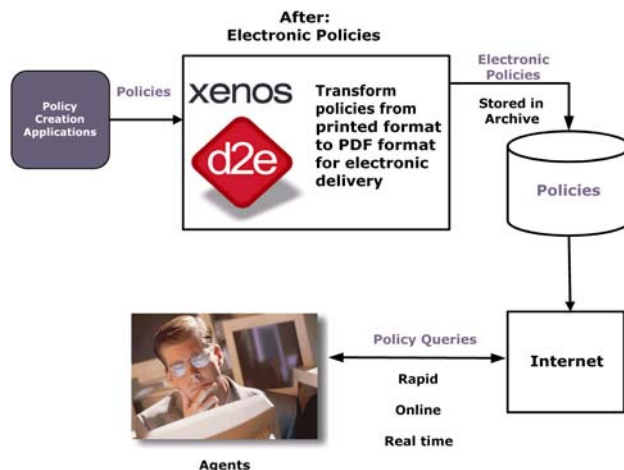 After:
Electronic Policies
Policy
Creation
Applications
Policies
xenos
d2e
Transform
policies from
printed format
to PDF format
for electronic
delivery
Electronic
Policies
Stored in
Archive
Policies
Internet
Policy Queries
Rapid
Online
Real time
Agents